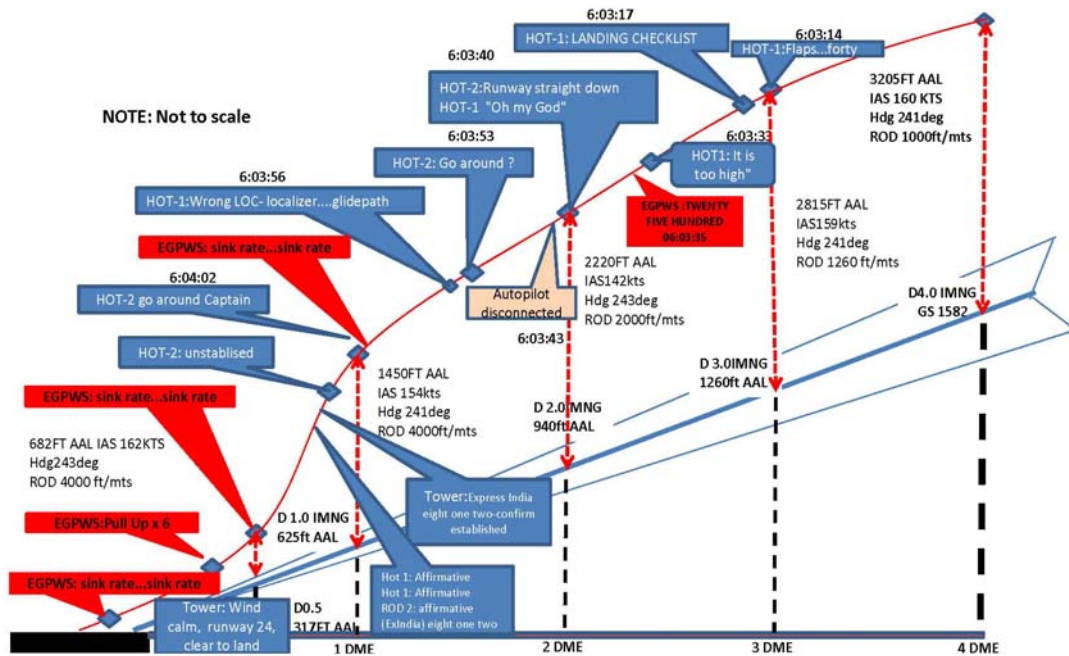 6:03:17
HOT-1: LANDING CHECKLIST
6:03:14
HOT-1:Flaps...forty
6:03:40
HOT-2:Runway straight down
HOT-1 "Oh my God"
3205FT AAL
IAS 160 KTS
Hdg 241deg
ROD 1000ft/mts
NOTE: Not to scale
6:03:53
HOT-2: Go around ?
6:03:33
HOT1: It is
too high"
6:03:56
HOT-1:Wrong LOC- localizer....glidepath
EGPWS :TWENTY
FIVE HUNDRED
06:03:35
2815FT AAL
IAS159kts
Hdg 241deg
ROD 1260 ft/mts
EGPWS: sink rate...sink rate
2220FT AAL
IAS142kts
Hdg 243deg
ROD 2000ft/mts
6:04:02
HOT-2 go around Captain
Autopilot
disconnected
6:03:43
D4.0 IMNG
GS 1582
HOT-2: unstablised
1450FT AAL
IAS 154kts
Hdg 241deg
ROD 4000ft/mts
D 3.0IMNG
1260ft AAL
EGPWS: sink rate...sink rate
D 2.0 IMNG
940ft AAL
682FT AAL IAS 162KTS
Hdg243deg
ROD 4000 ft/mts
Tower:Express India
eight one two-confirm
established
EGPWS:Pull Up x 6
D 1.0 IMNG
625ft AAL
EGPWS: sink rate...sink rate
Hot 1: Affirmative
Hot 1: Affirmative
ROD 2: affirmative
(ExIndia) eight one two
Tower: Wind
calm, runway 24,
clear to land
D0.5
317FT AAL
1 DME
2 DME
3 DME
4 DME